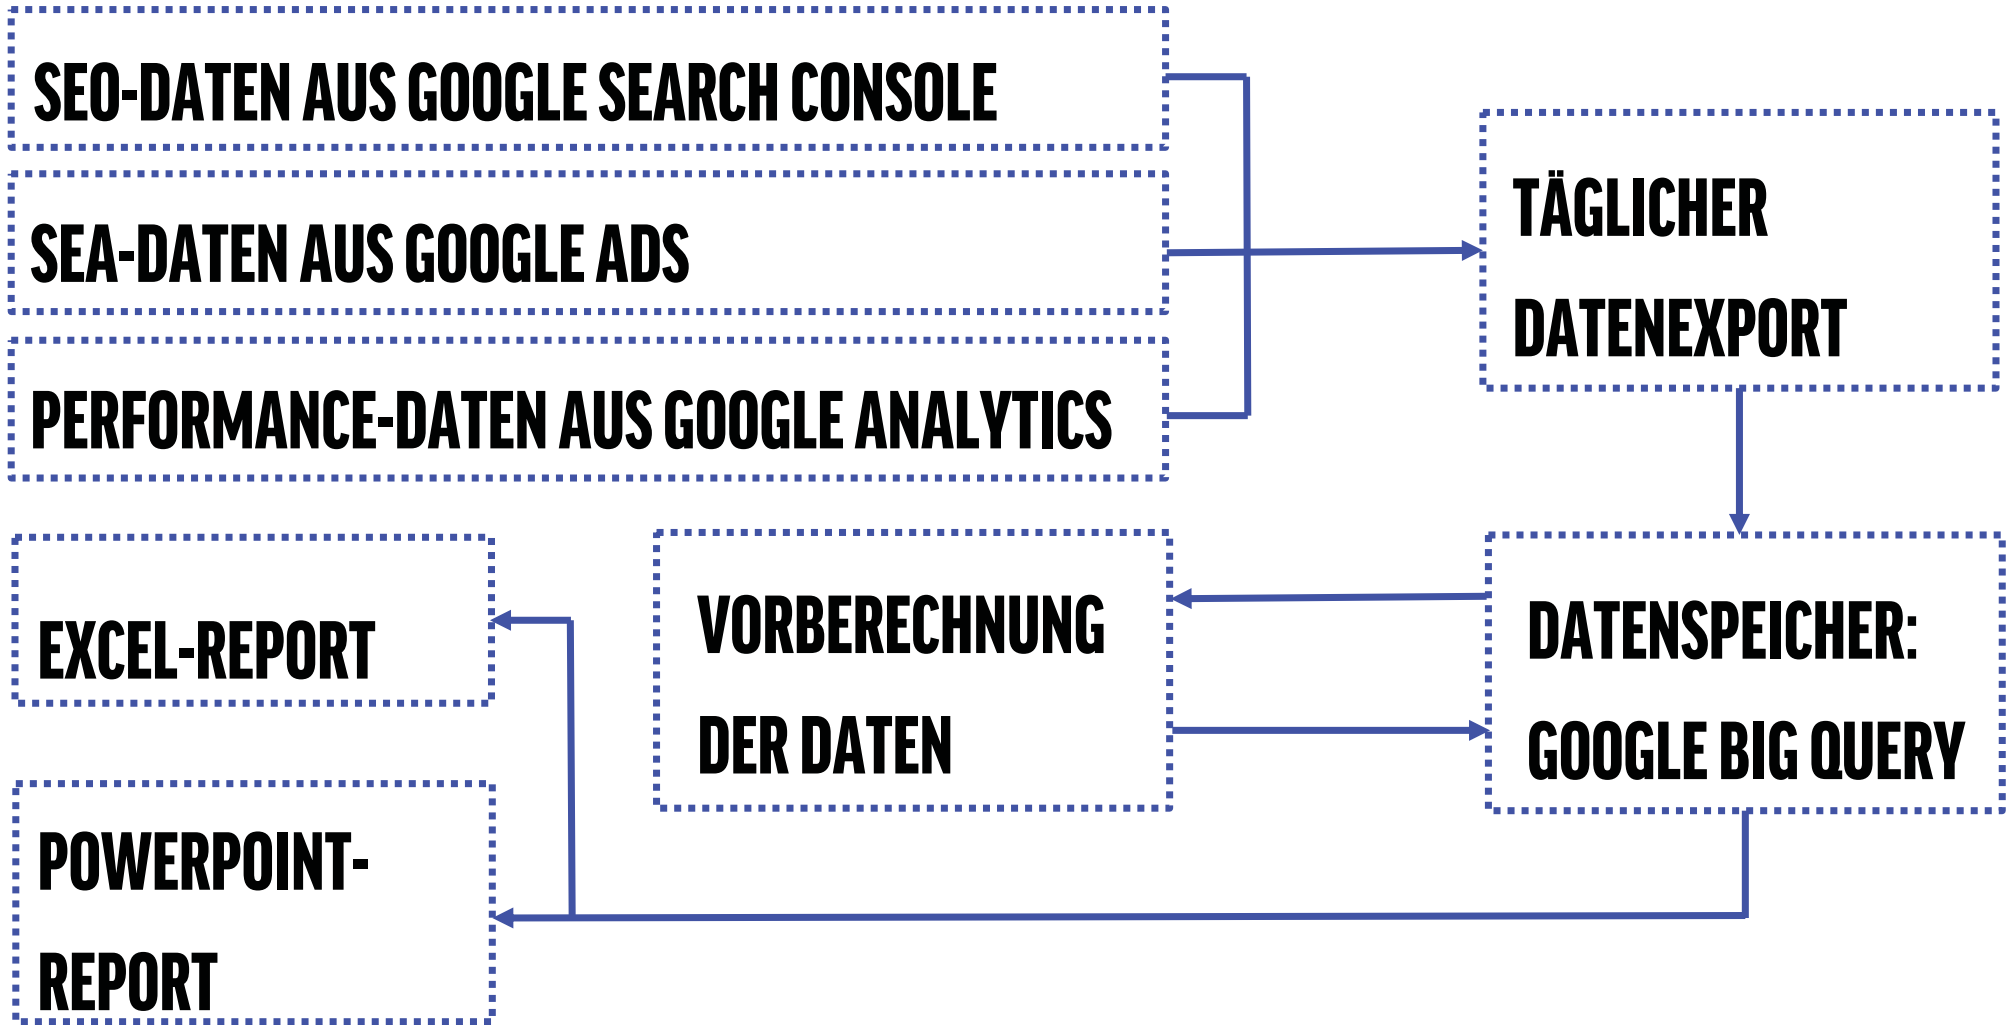 SEO-DATEN AUS GOOGLE SEARCH CONSOLE
SEA-DATEN AUS GOOGLE ADS
PERFORMANCE-DATEN AUS GOOGLE ANALYTICS
TÄGLICHER
DATENEXPORT
DATENSPEICHER:
GOOGLE BIG QUERY
VORBERECHNUNG
DER DATEN
EXCEL-REPORT
POWERPOINT-
REPORT